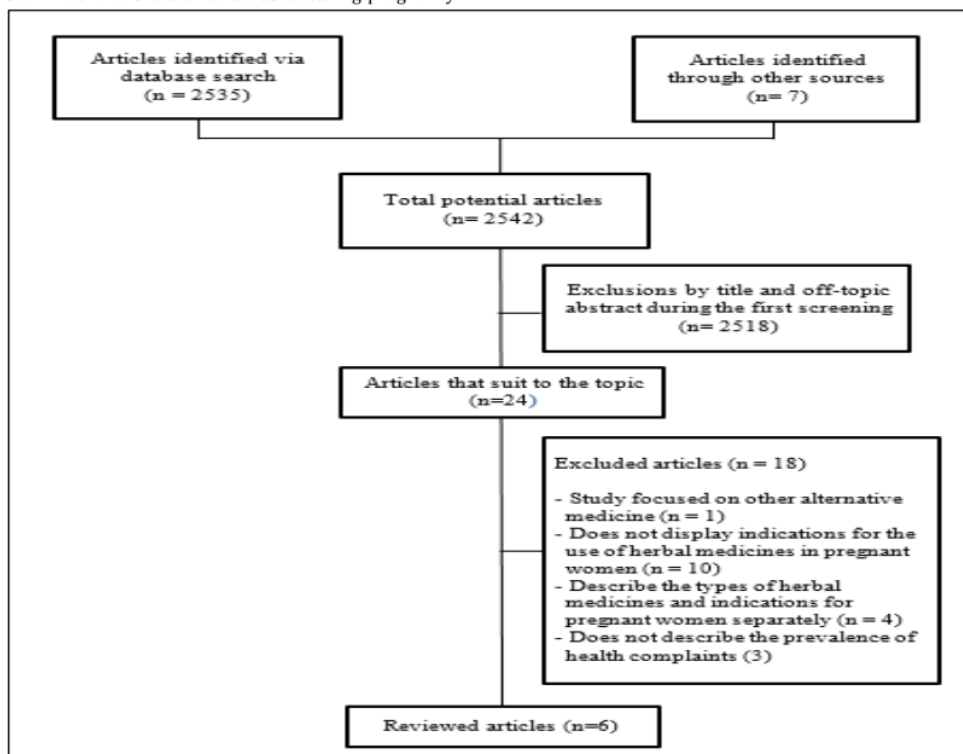 Articles identified via
database search
(n = 2535)
Articles identified
through other sources
(n= 7)
Total potential articles
(n= 2542)
Exclusions by title and off-topic
abstract during the first screening
(n= 2518)
Articles that suit to the topic
(n=24)
Excluded articles (n = 18)
- Study focused on other alternative
medicine (n = 1)
- Does not display indications for the
use of herbal medicines in pregnant
women (n = 10)
- Describe the types of herbal
medicines and indications for
pregnant women separately (n = 4)
- Does not describe the prevalence of
health complaints (3)
Reviewed articles (n=6)